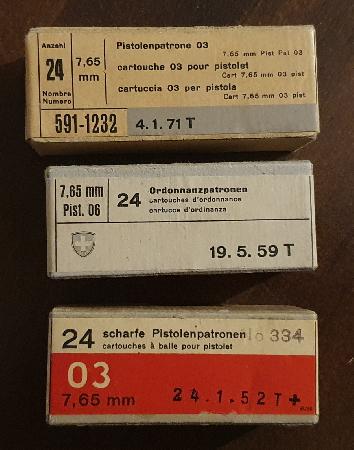 Anzahl
24
Nombre
Numero
7,65
mm
Pistolenpatrone 03
7,65 mm Pist Pat 03
cartouche 03 pour pistolet
Cart 7,65 mm 03 pist
cartuccia 03 per pistola
Cart 7,65 mm 03 pist
591-1232
4.1.71 T
7,65 mm
Pist. 06
24
Ordonnanzpatronen
cartouches d'ordonnance
cartucce d'ordinanza
19.5.59 T
24
scharfe Pistolenpatronen
334
cartouches à balle pour pistolet
03
7,65 mm
24.1.52T+